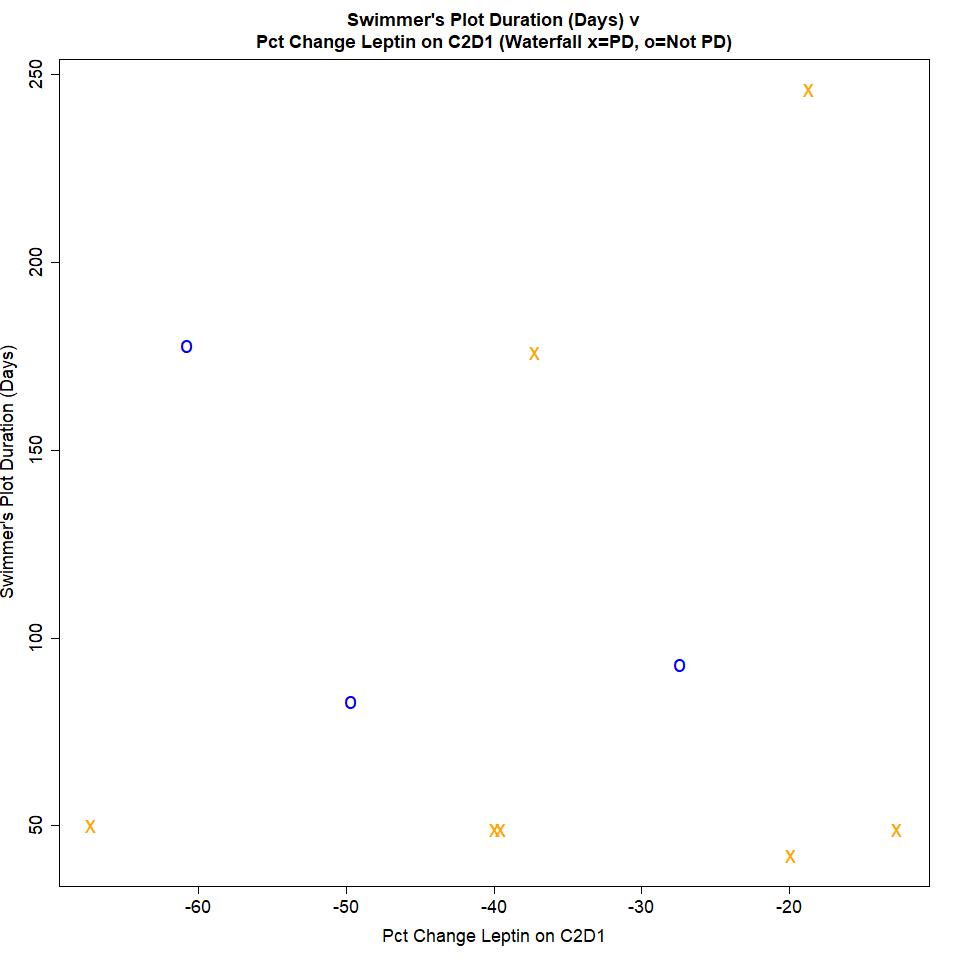 Swimmer's Plot Duration (Days) v
Pct Change Leptin on C2D1 (Waterfall x=PD, o=Not PD)
Swimmer's Plot Duration (Days)
250
200
150
100
50
X
O
X
O
O
X
X
X
X
X
-60
-50
-40
-30
-20
Pct Change Leptin on C2D1